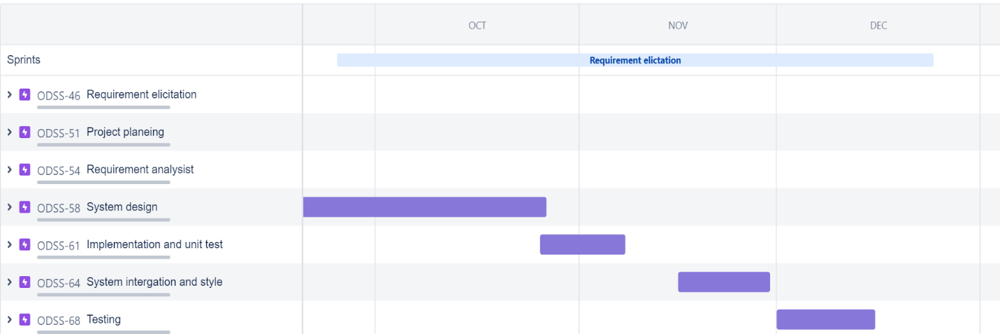 OCT NOV DEC
Sprints Requirement elictation
ODSS-46 Requirement elicitation
ODSS-51 Project planeing
ODSS-54 Requirement analysist
ODSS-58 System design
ODSS-61 Implementation and unit test
ODSS-64 System intergation and style
ODSS-68 Testing